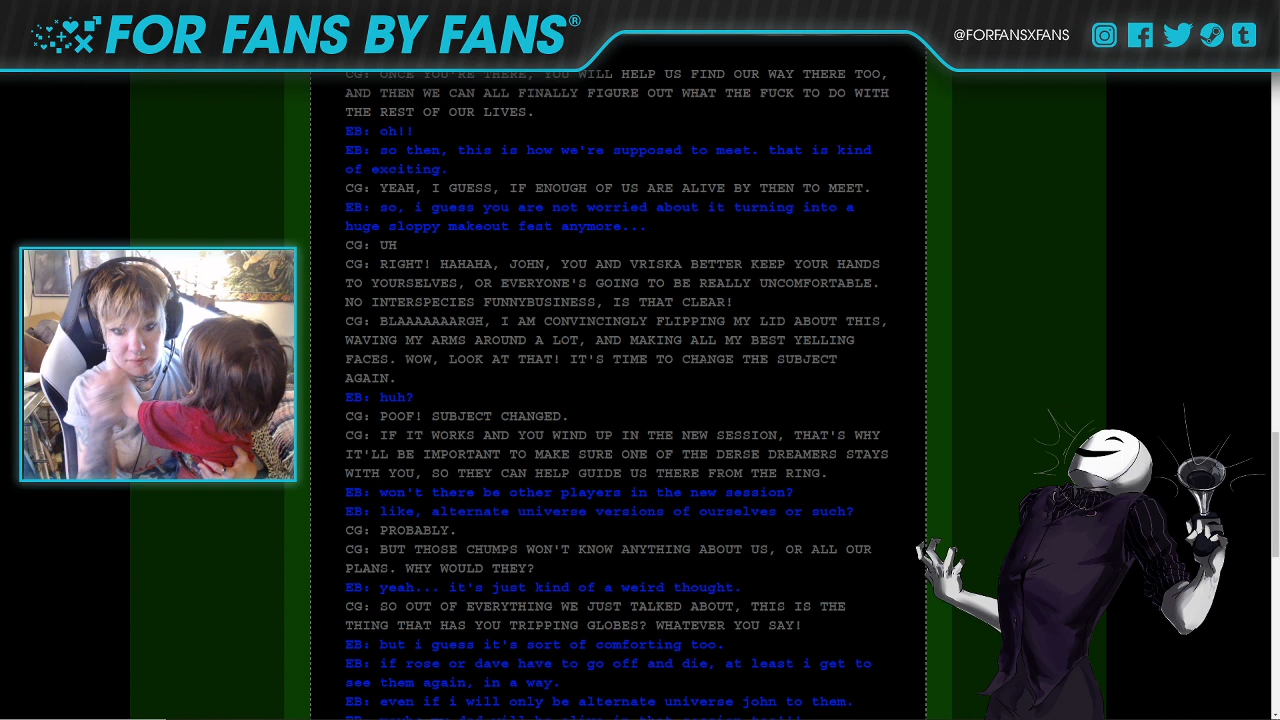 FOR FANS BY FANS®
@FORFANSXFANS
CG: ONCE YOU'RE THERE, YOU WILL HELP US FIND OUR WAY THERE TOO,
AND THEN WE CAN ALL FINALLY FIGURE OUT WHAT THE FUCK TO DO WITH
THE REST OF OUR LIVES.
EB: oh!!
EB: so then, this is how we're supposed to meet. that is kind
of exciting.
CG: YEAH, I GUESS, IF ENOUGH OF US ARE ALIVE BY THEN TO MEET.
EB: so, i guess you are not worried about it turning into a
huge sloppy makeout fest anymore...
CG: UH
CG: RIGHT! HAHAHA, JOHN, YOU AND VRISKA BETTER KEEP YOUR HANDS
TO YOURSELVES, OR EVERYONE'S GOING TO BE REALLY UNCOMFORTABLE.
NO INTERSPECIES FUNNYBUSINESS, IS THAT CLEAR!
CG: BLAAAAAAARGH, I AM CONVINCINGLY FLIPPING MY LID ABOUT THIS,
WAVING MY ARMS AROUND A LOT, AND MAKING ALL MY BEST YELLING
FACES. WOW, LOOK AT THAT! IT'S TIME TO CHANGE THE SUBJECT
AGAIN.
EB: huh?
CG: POOF! SUBJECT CHANGED.
CG: IF IT WORKS AND YOU WIND UP IN THE NEW SESSION, THAT'S WHY
IT'LL BE IMPORTANT TO MAKE SURE ONE OF THE DERSE DREAMERS STAYS
WITH YOU, SO THEY CAN HELP GUIDE US THERE FROM THE RING.
EB: won't there be other players in the new session?
EB: like, alternate universe versions of ourselves or such?
CG: PROBABLY.
CG: BUT THOSE CHUMPS WON'T KNOW ANYTHING ABOUT US, OR ALL OUR
PLANS. WHY WOULD THEY?
EB: yeah... it's just kind of a weird thought.
CG: SO OUT OF EVERYTHING WE JUST TALKED ABOUT, THIS IS THE
THING THAT HAS YOU TRIPPING GLOBES? WHATEVER YOU SAY!
EB: but i guess it's sort of comforting too.
EB: if rose or dave have to go off and die, at least i get to
see them again, in a way.
EB: even if i will only be alternate universe john to them.